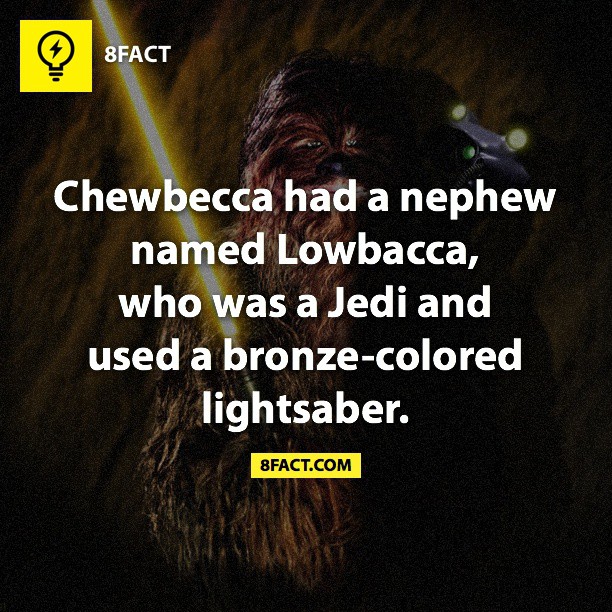 8FACT
Chewbecca had a nephew
named Lowbacca,
who was a Jedi and
used a bronze-colored
lightsaber.
8FACT.COM